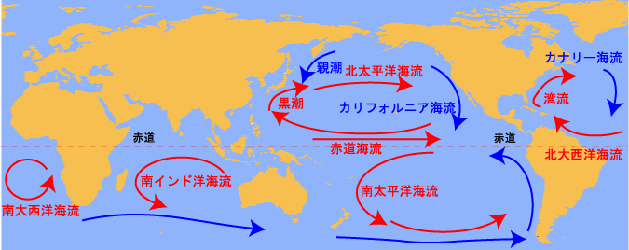 カナリー海流
親潮
北太平洋海流
湾流
黒潮
カリフォルニア海流
赤道
赤道
赤道海流
北大西洋海流
南インド洋海流
南太平洋海流
南大西洋海流